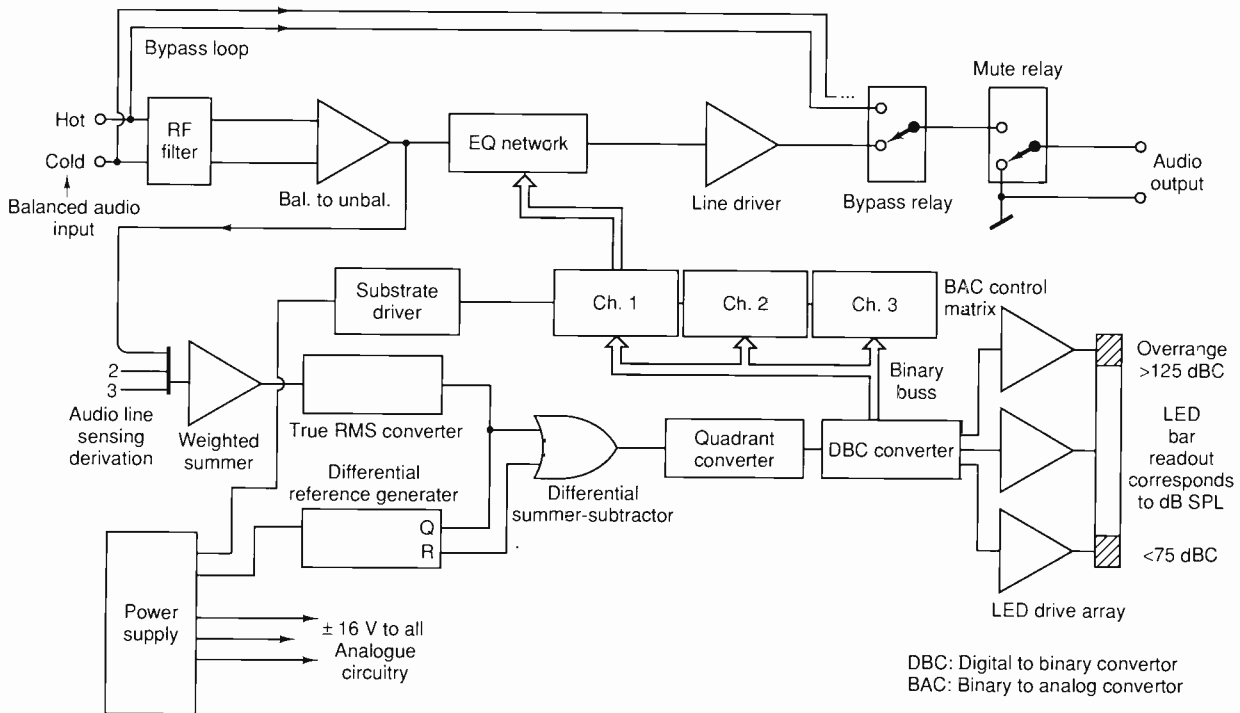 Bypass loop
Mute relay
Hot
Cold
RF
filter
EQ network
Balanced audio
input
Bal. to unbal.
Line driver
Bypass relay
Audio
output
Substrate
driver
Ch. 1
Ch. 2
Ch. 3
BAC control
matrix
2
3
Audio line
sensing
derivation
Weighted
summer
True RMS converter
Binary
buss
Overrange
>125 dBC
Differential
reference generater
Q
R
Differential
summer-subtractor
Quadrant
converter
DBC converter
LED
bar
readout
corresponds
to dB SPL
<75 dBC
LED drive array
Power
supply
± 16 V to all
Analogue
circuitry
DBC: Digital to binary convertor
BAC: Binary to analog convertor